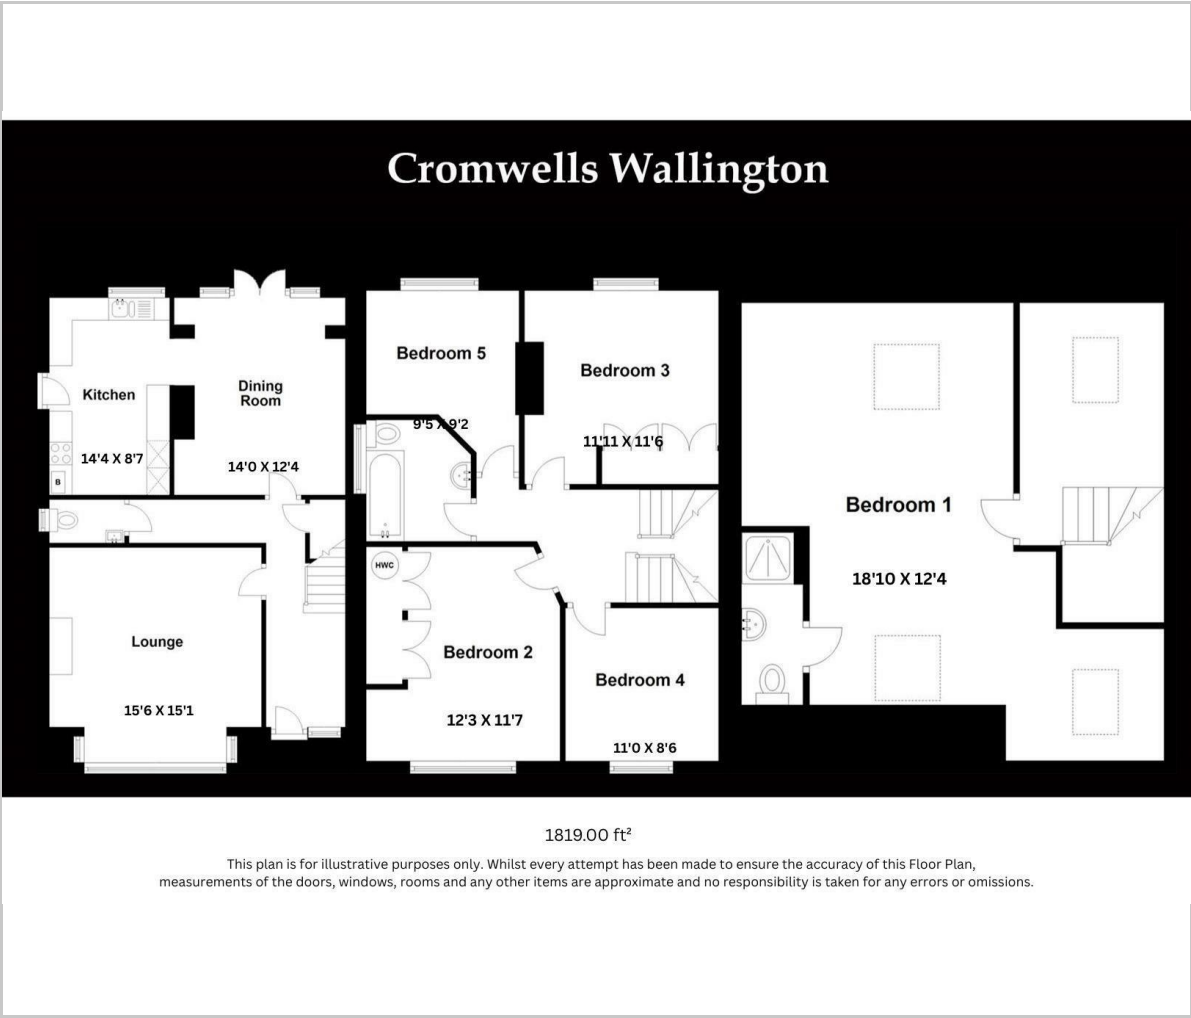 Cromwells Wallington
Kitchen
14'4 X 8'7
B
Dining
Room
14'0 X 12'4
Lounge
15'6 X 15'1
Bedroom 5
9'5 X 9'2
Bedroom 3
11'11 X 11'6
HWC
Bedroom 2
12'3 X 11'7
Bedroom 4
11'0 X 8'6
Bedroom 1
18'10 X 12'4
1819.00 ft²
This plan is for illustrative purposes only. Whilst every attempt has been made to ensure the accuracy of this Floor Plan,
measurements of the doors, windows, rooms and any other items are approximate and no responsibility is taken for any errors or omissions.